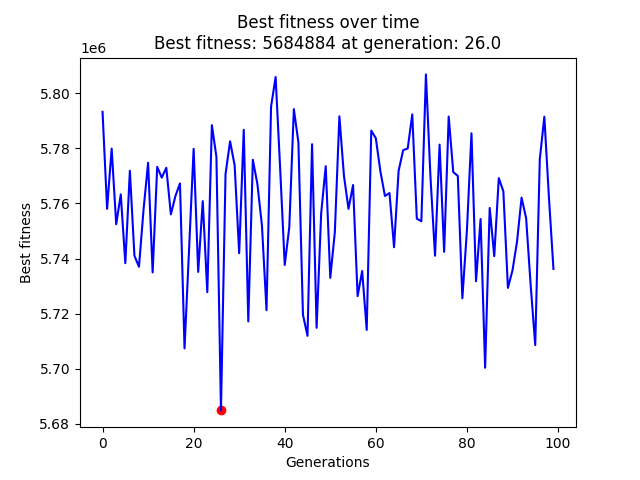 Best fitness over time
Best fitness: 5684884 at generation: 26.0
1e6
5.80
5.78
5.76
5.74
5.72
5.70
5.68
Best fitness
0 20 40 60 80 100
Generations